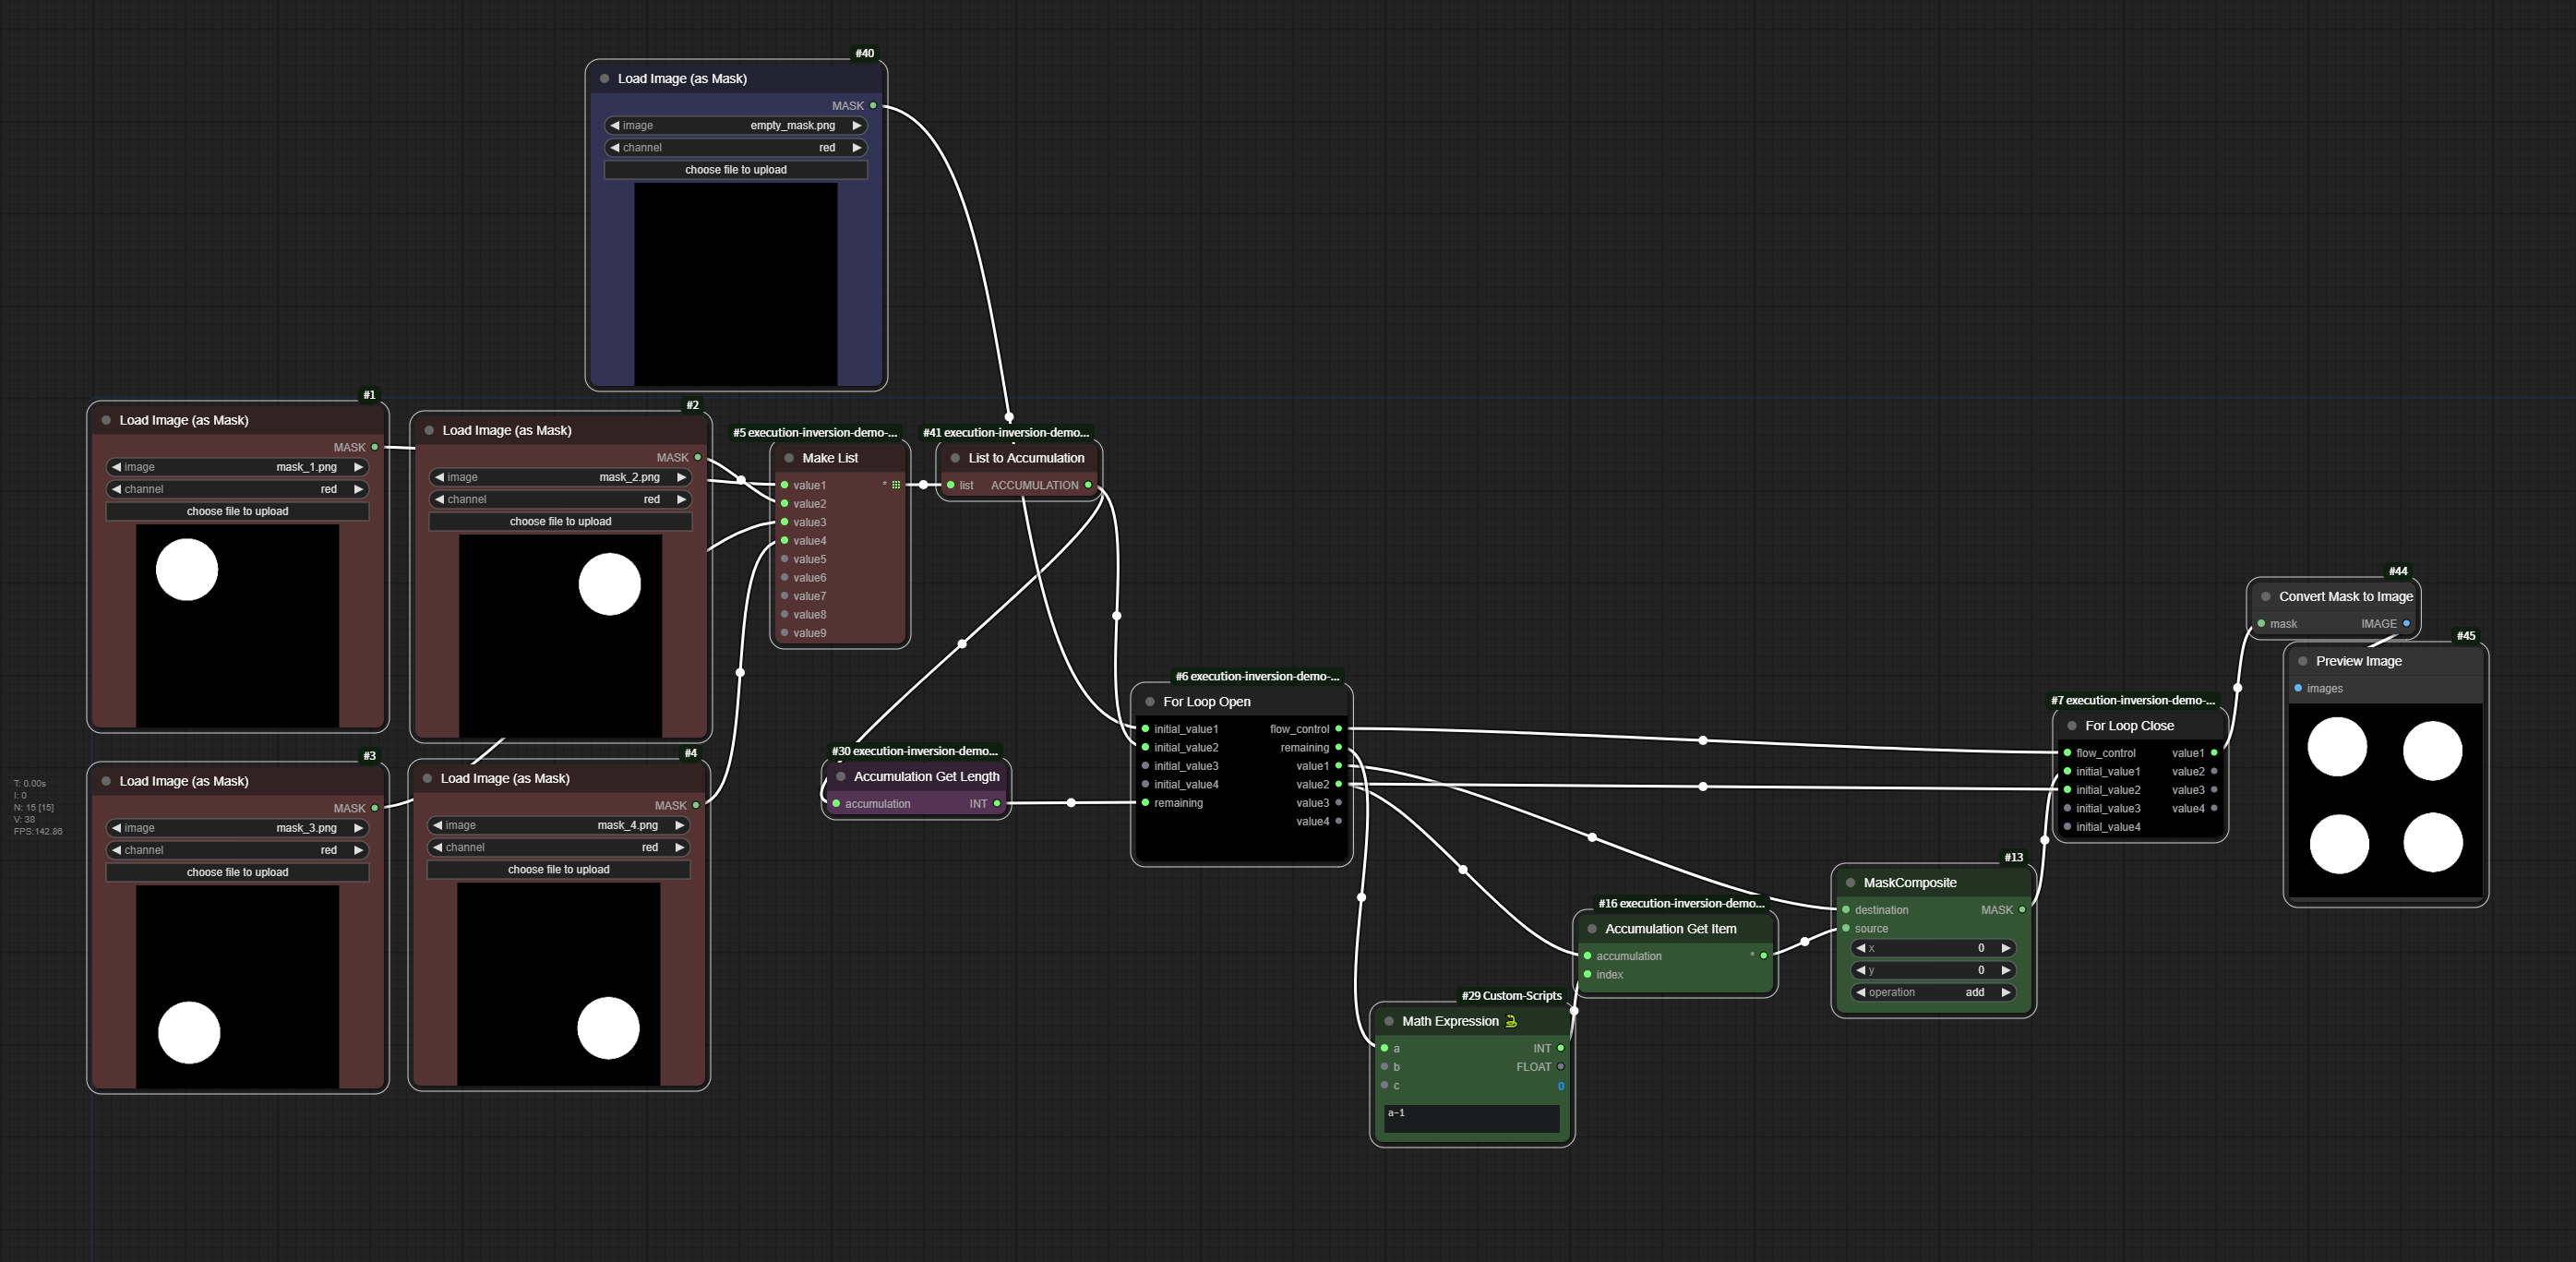 #40
Load Image (as Mask)
MASK
image empty_mask.png
channel red
choose file to upload
#1
Load Image (as Mask)
MASK
image mask_1.png
channel red
choose file to upload
#2
Load Image (as Mask)
MASK
image mask_2.png
channel red
choose file to upload
#3
Load Image (as Mask)
MASK
image mask_3.png
channel red
choose file to upload
#4
Load Image (as Mask)
MASK
image mask_4.png
channel red
choose file to upload
#5 execution-inversion-demo-...
Make List
value1 *
value2
value3
value4
value5
value6
value7
value8
value9
#41 execution-inversion-demo...
List to Accumulation
list ACCUMULATION
#30 execution-inversion-demo...
Accumulation Get Length
accumulation INT
#6 execution-inversion-demo-...
For Loop Open
initial_value1 flow_control
initial_value2 remaining
initial_value3 value1
initial_value4 value2
remaining value3
value4
#29 Custom-Scripts
Math Expression
a INT
b FLOAT
c 0
a-1
#16 execution-inversion-demo...
Accumulation Get Item
accumulation *
index
#13
MaskComposite
destination MASK
source
x 0
y 0
operation add
#7 execution-inversion-demo-...
For Loop Close
flow_control value1
initial_value1 value2
initial_value2 value3
initial_value3 value4
initial_value4
#44
Convert Mask to Image
mask IMAGE
#45
Preview Image
images
T: 0.00s
I: 0
N: 15 [15]
V: 38
FPS:142.86